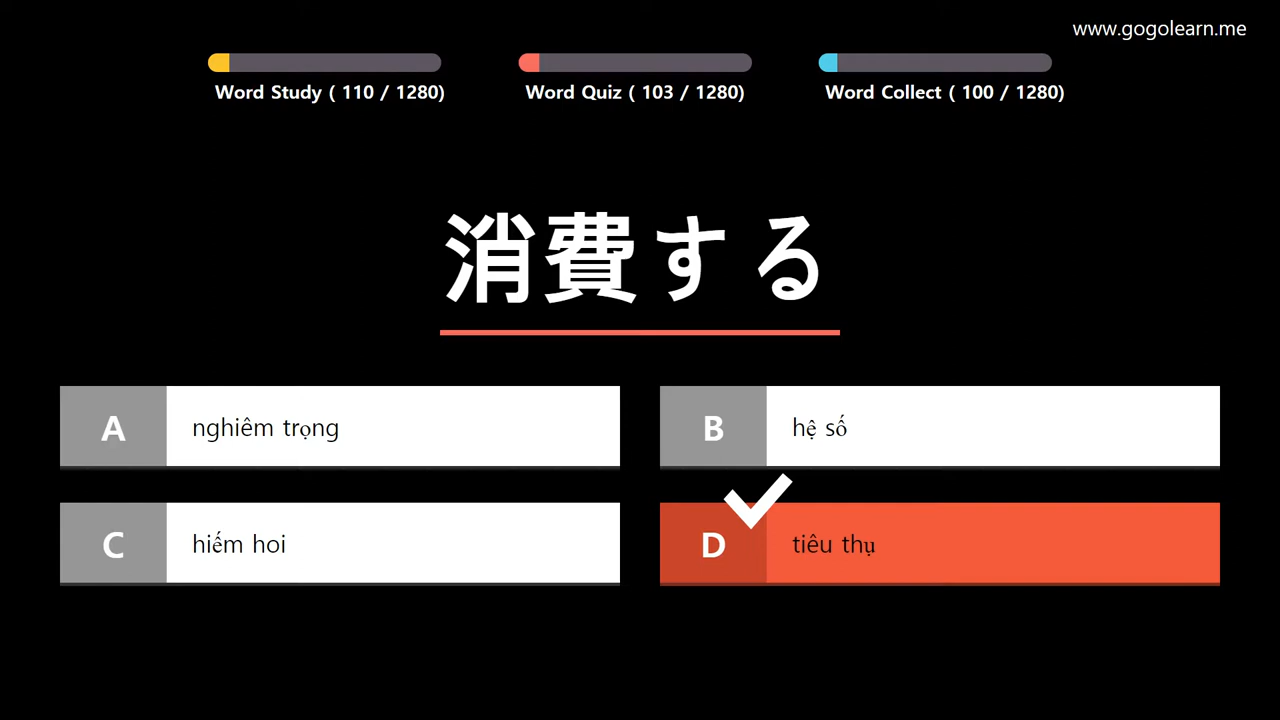 www.gogolearn.me
Word Study ( 110 / 1280)
Word Quiz ( 103 / 1280)
Word Collect ( 100 / 1280)
消費する
A nghiêm trọng
B hệ số
C hiếm hoi
D tiêu thụ